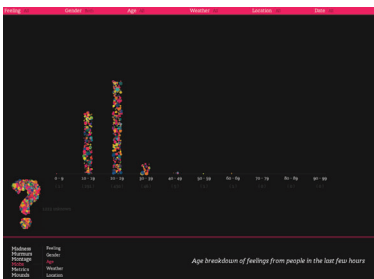 Feeling Gender Age Weather Location Date
0 - 9 10 - 19 20 - 29 30 - 39 40 - 49 50 - 59 60 - 69 70 - 79 80 - 89 90 - 99
Madness Feeling
Murmurs Gender
Montage
Mobs Age
Metrics Weather
Mounds Location
Age breakdown of feelings from people in the last few hours